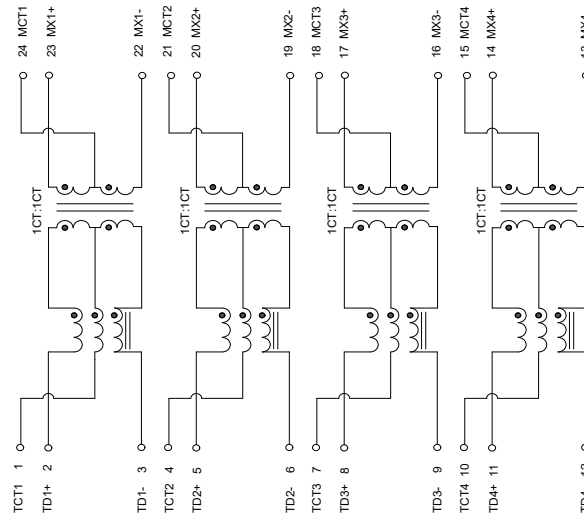 24 MCT1
23 MX1+
22 MX1-
21 MCT2
20 MX2+
19 MX2-
18 MCT3
17 MX3+
16 MX3-
15 MCT4
14 MX4+
1CT:1CT
1CT:1CT
1CT:1CT
1CT:1CT
TCT1 1
TD1+ 2
TD1- 3
TCT2 4
TD2+ 5
TD2- 6
TCT3 7
TD3+ 8
TD3- 9
TCT4 10
TD4+ 11